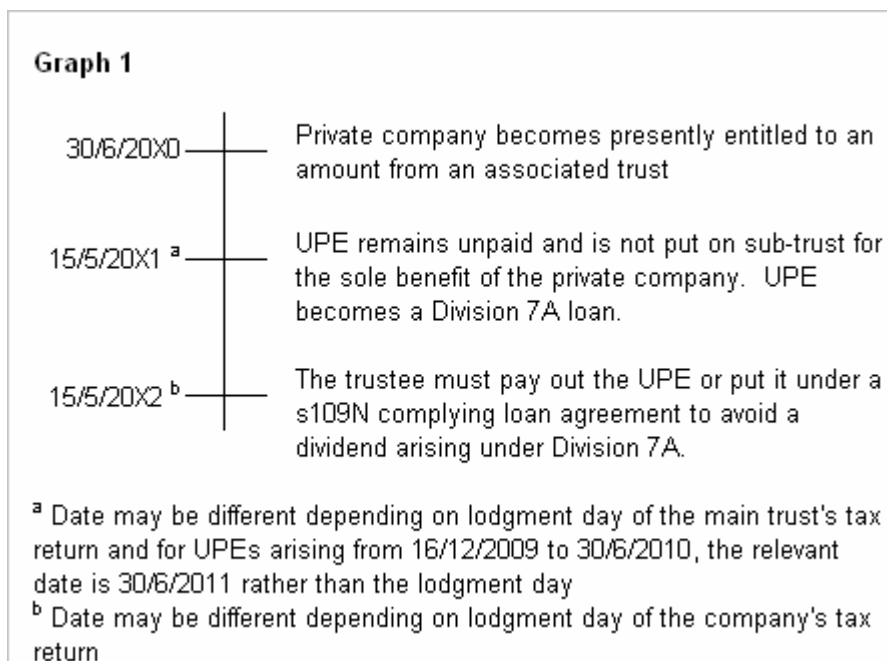 Graph 1
30/6/20X0
Private company becomes presently entitled to an
amount from an associated trust
15/5/20X1 a
UPE remains unpaid and is not put on sub-trust for
the sole benefit of the private company.  UPE
becomes a Division 7A loan.
15/5/20X2 b
The trustee must pay out the UPE or put it under a
s109N complying loan agreement to avoid a
dividend arising under Division 7A.
a Date may be different depending on lodgment day of the main trust's tax
return and for UPEs arising from 16/12/2009 to 30/6/2010, the relevant
date is 30/6/2011 rather than the lodgment day
b Date may be different depending on lodgment day of the company's tax
return